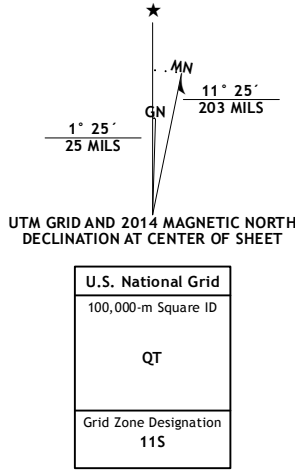 ★
MN
GN
11° 25´
203 MILS
1° 25´
25 MILS
UTM GRID AND 2014 MAGNETIC NORTH
DECLINATION AT CENTER OF SHEET
U.S. National Grid
100,000-m Square ID
QT
Grid Zone Designation
11S